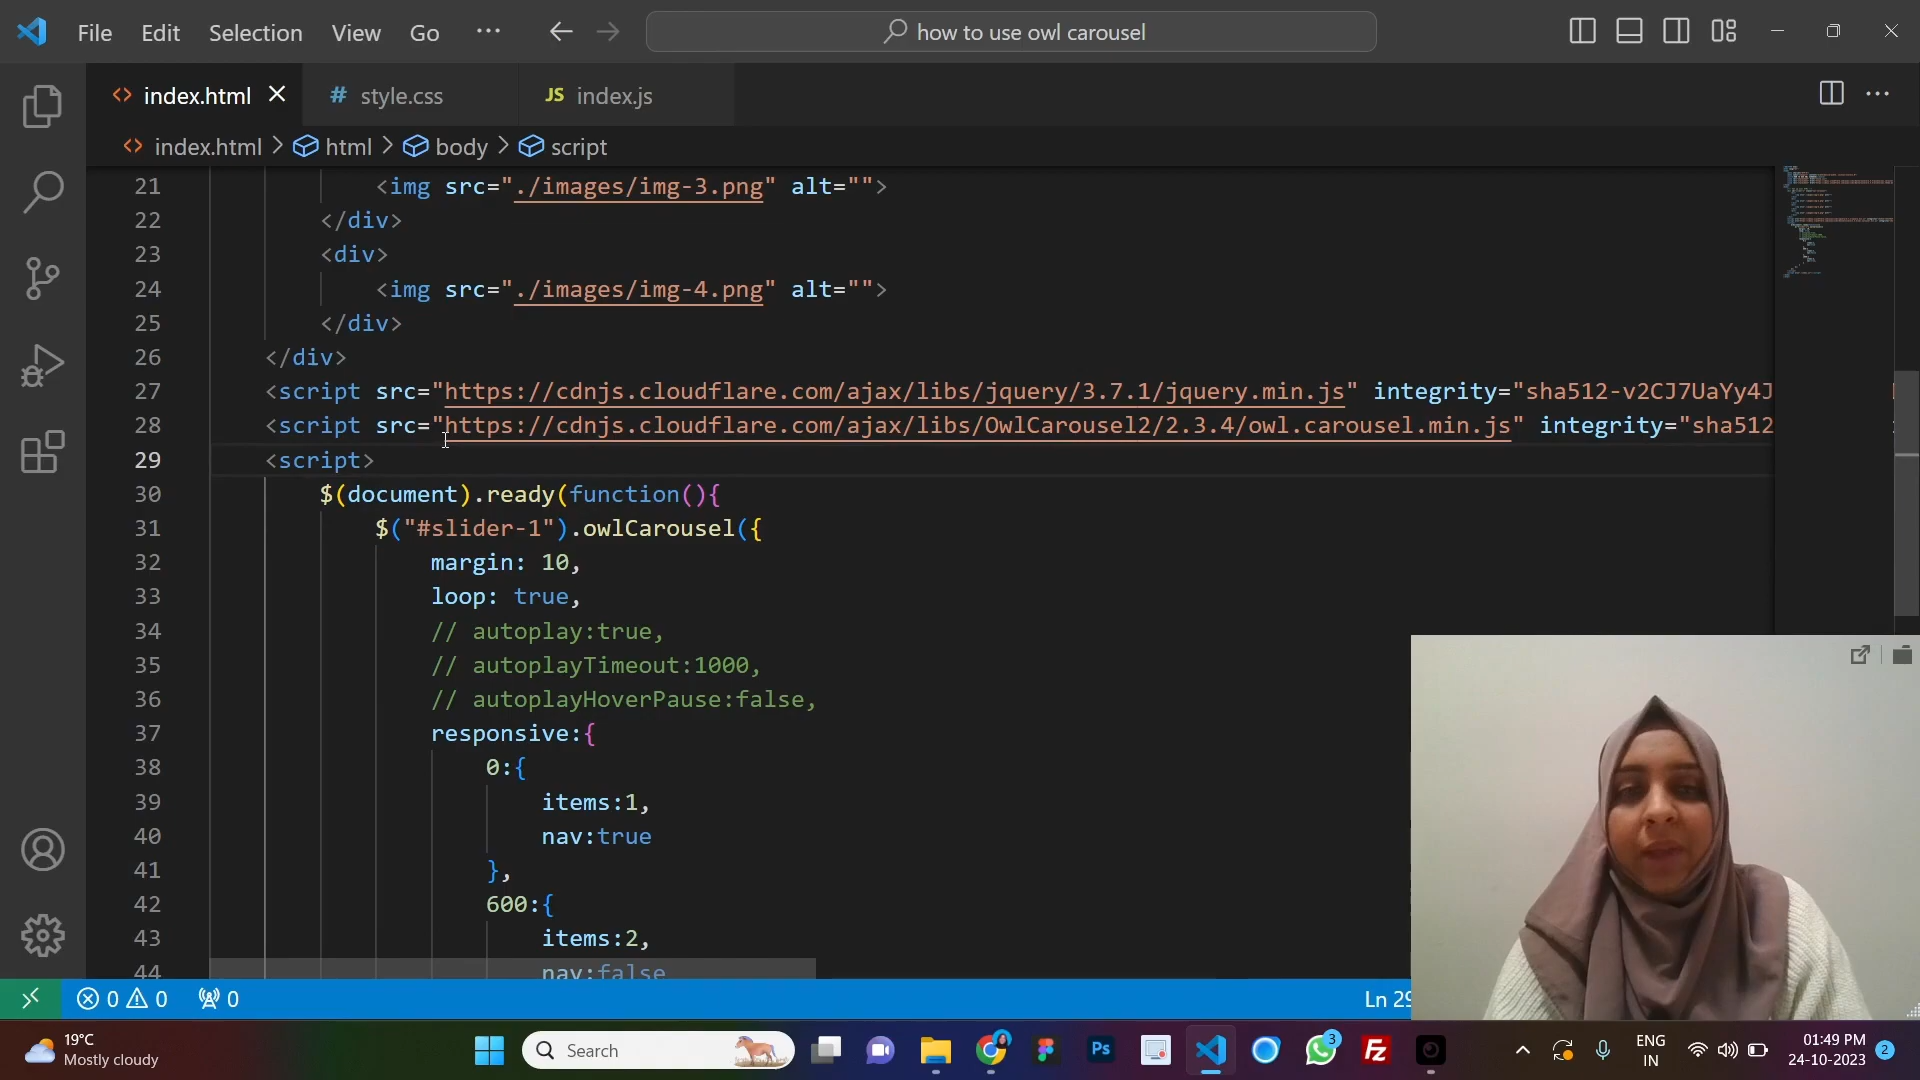 File Edit Selection View Go ··· how to use owl carousel
index.html style.css JS index.js
index.html > html > body > script
21 <img src="./images/img-3.png" alt="">
22 </div>
23 <div>
24 <img src="./images/img-4.png" alt="">
25 </div>
26 </div>
27 <script src="https://cdnjs.cloudflare.com/ajax/libs/jquery/3.7.1/jquery.min.js" integrity="sha512-v2CJ7UaYy4J
28 <script src="https://cdnjs.cloudflare.com/ajax/libs/OwlCarousel2/2.3.4/owl.carousel.min.js" integrity="sha512
29 <script>
30 $(document).ready(function(){
31 $("#slider-1").owlCarousel({
32 margin: 10,
33 loop: true,
34 // autoplay:true,
35 // autoplayTimeout:1000,
36 // autoplayHoverPause:false,
37 responsive:{
38 0:{
39 items:1,
40 nav:true
41 },
42 600:{
43 items:2,
44 nav:false
0 0 0 Ln 29
19°C
Mostly cloudy
Search
Ps
3
Fz
ENG
IN
01:49 PM
24-10-2023
2